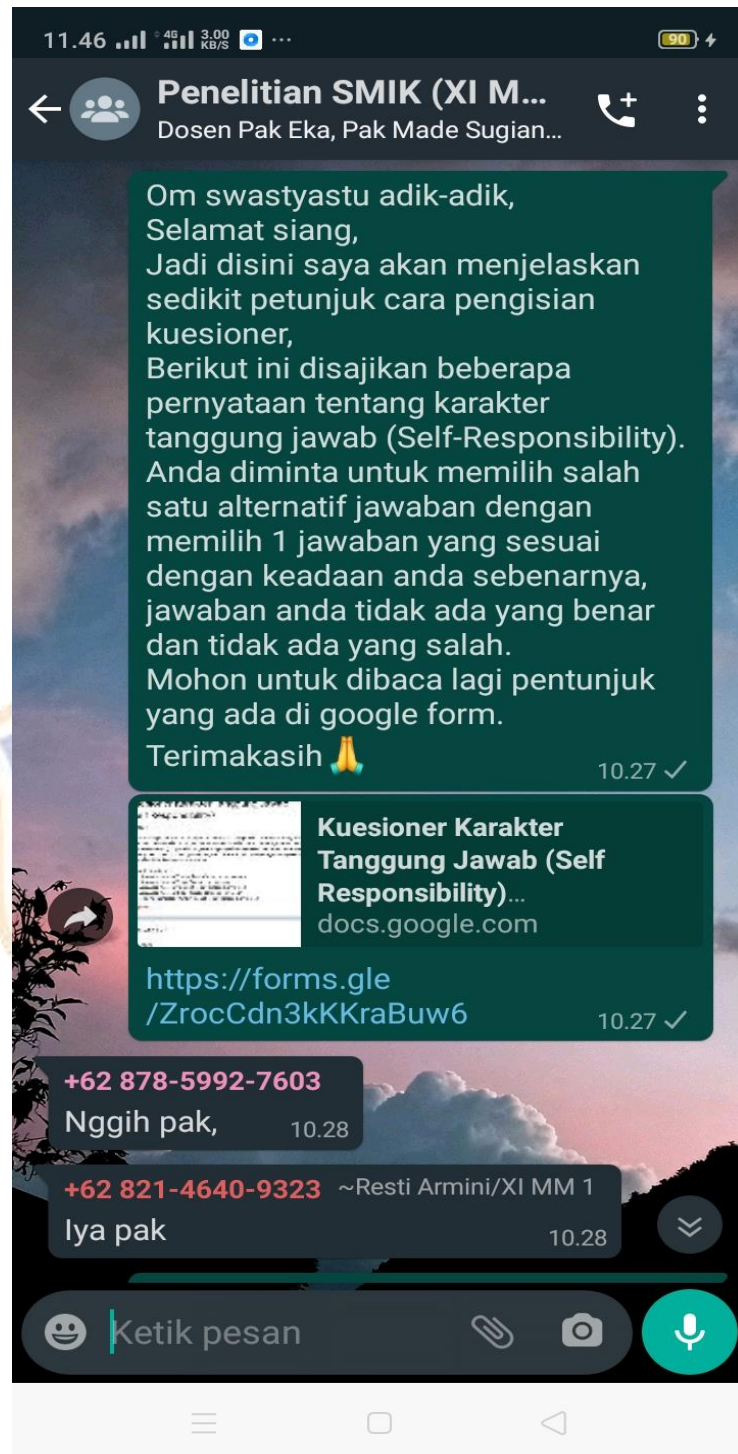 11.46 4G 3.00 KB/S ... 90
Penelitian SMIK (XI M...
Dosen Pak Eka, Pak Made Sugian...
Om swastyastu adik-adik,
Selamat siang,
Jadi disini saya akan menjelaskan
sedikit petunjuk cara pengisian
kuesioner,
Berikut ini disajikan beberapa
pernyataan tentang karakter
tanggung jawab (Self-Responsibility).
Anda diminta untuk memilih salah
satu alternatif jawaban dengan
memilih 1 jawaban yang sesuai
dengan keadaan anda sebenarnya,
jawaban anda tidak ada yang benar
dan tidak ada yang salah.
Mohon untuk dibaca lagi pentunjuk
yang ada di google form.
Terimakasih🙏
10.27
Kuesioner Karakter
Tanggung Jawab (Self
Responsibility)...
docs.google.com
https://forms.gle
/ZrocCdn3kKKraBuw6
10.27
+62 878-5992-7603
Nggih pak, 10.28
+62 821-4640-9323 ~Resti Armini/XI MM 1
Iya pak 10.28
Ketik pesan